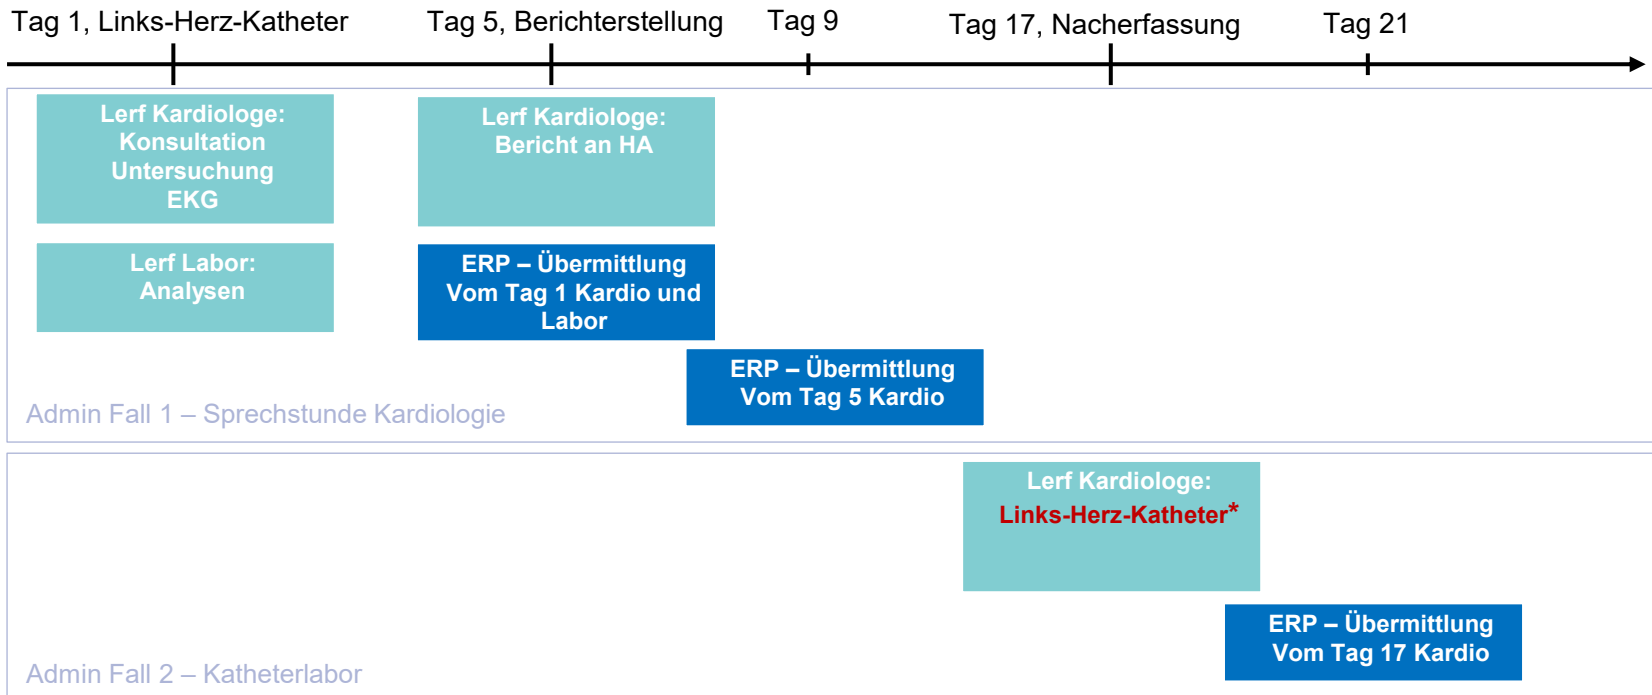 Tag 1, Links-Herz-Katheter
Tag 5, Berichterstellung
Tag 9
Tag 17, Nacherfassung
Tag 21
Lerf Kardiologe:
Konsultation
Untersuchung
EKG
Lerf Kardiologe:
Bericht an HA
Lerf Labor:
Analysen
ERP – Übermittlung
Vom Tag 1 Kardio und
Labor
ERP – Übermittlung
Vom Tag 5 Kardio
Admin Fall 1 – Sprechstunde Kardiologie
Lerf Kardiologe:
Links-Herz-Katheter*
ERP – Übermittlung
Vom Tag 17 Kardio
Admin Fall 2 – Katheterlabor